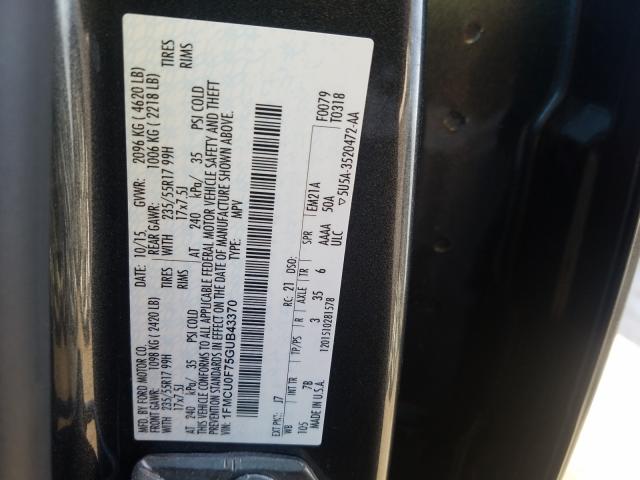 MFD. BY FORD MOTOR CO.
DATE: 10/15 GVWR: 2096 KG ( 4620 LB)
FRONT GAWR: 1098 KG (2420 LB) REAR GAWR: 1006 KG ( 2218 LB)
WITH 235/55R17 99H TIRES WITH 235/55R17 99H TIRES
17x7.5J RIMS 17x7.5J RIMS
AT 240 kPa/ 35 PSI COLD AT 240 kPa/ 35 PSI COLD
THIS VEHICLE CONFORMS TO ALL APPLICABLE FEDERAL MOTOR VEHICLE SAFETY AND THEFT
PREVENTION STANDARDS IN EFFECT ON THE DATE OF MANUFACTURE SHOWN ABOVE.
VIN: 1FMCU0F75GUB43370 TYPE: MPV
EXT PNT: J7 RC: 21 DSO: F0079
WB INT TR TP/PS R AXLE TR SPR EM21A T0318
105 7B 3 35 6 AAAA 50A
MADE IN U.S.A. ULC
1201510281578 5U5A-3520472-AA